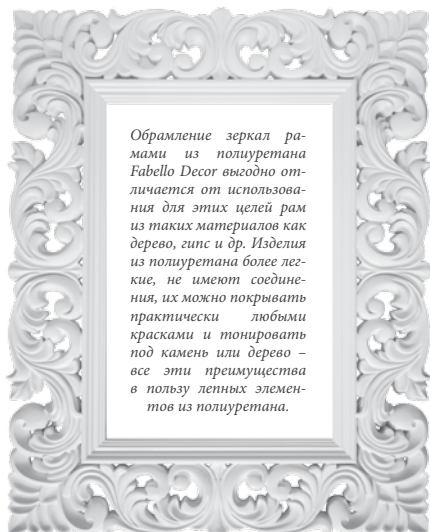 Обрамление зеркал ра-
мами из полиуретана
Fabello Decor выгодно от-
личается от использова-
ния для этих целей рам
из таких материалов как
дерево, гипс и др. Изделия
из полиуретана более лег-
кие, не имеют соедине-
ния, их можно покрывать
практически любыми
красками и тонировать
под камень или дерево –
все эти преимущества
в пользу лепных элемен-
тов из полиуретана.